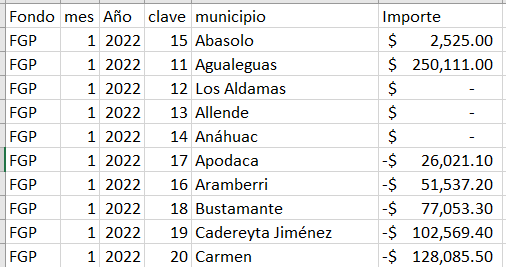 Fondo mes Año clave municipio Importe
FGP 1 2022 15 Abasolo $ 2,525.00
FGP 1 2022 11 Agualeguas $ 250,111.00
FGP 1 2022 12 Los Aldamas $ -
FGP 1 2022 13 Allende $ -
FGP 1 2022 14 Anáhuac $ -
FGP 1 2022 17 Apodaca -$ 26,021.10
FGP 1 2022 16 Aramberri -$ 51,537.20
FGP 1 2022 18 Bustamante -$ 77,053.30
FGP 1 2022 19 Cadereyta Jiménez -$ 102,569.40
FGP 1 2022 20 Carmen -$ 128,085.50